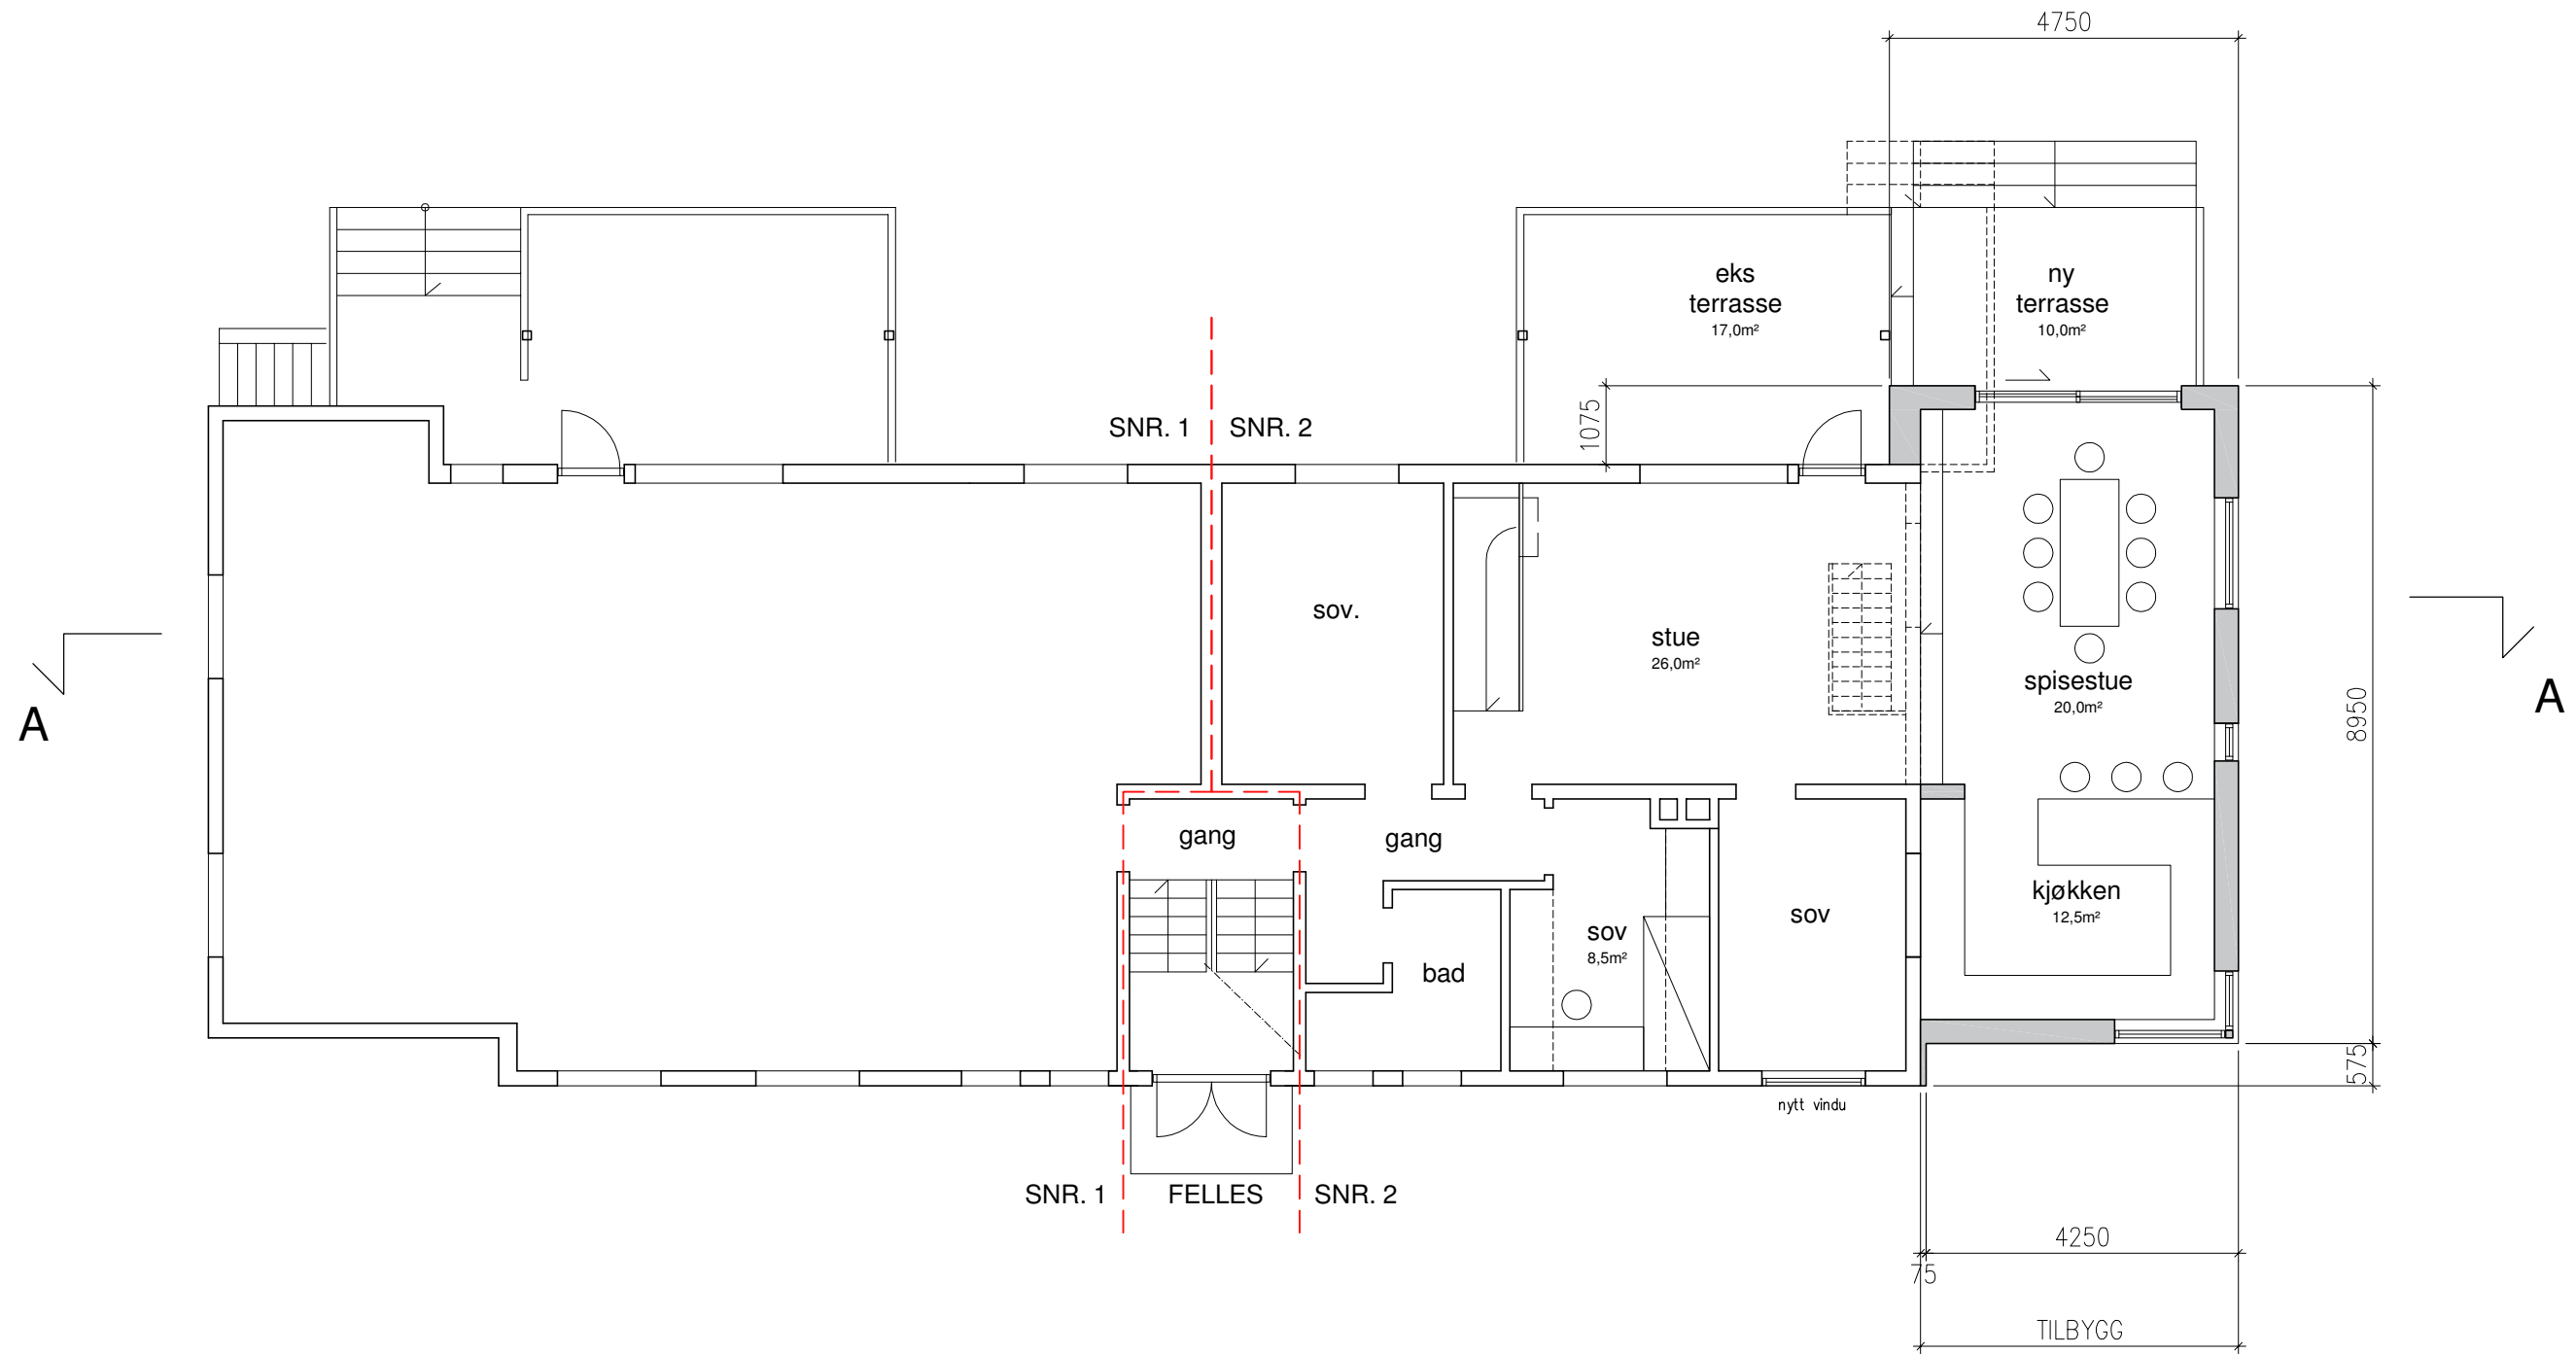 4750
eks
terrasse
17,0m²
ny
terrasse
10,0m²
1075
SNR. 1
SNR. 2
sov.
stue
26,0m²
spisestue
20,0m²
8950
A
A
gang
gang
kjøkken
12,5m²
sov
8,5m²
sov
bad
575
nytt vindu
SNR. 1
FELLES
SNR. 2
4250
75
TILBYGG